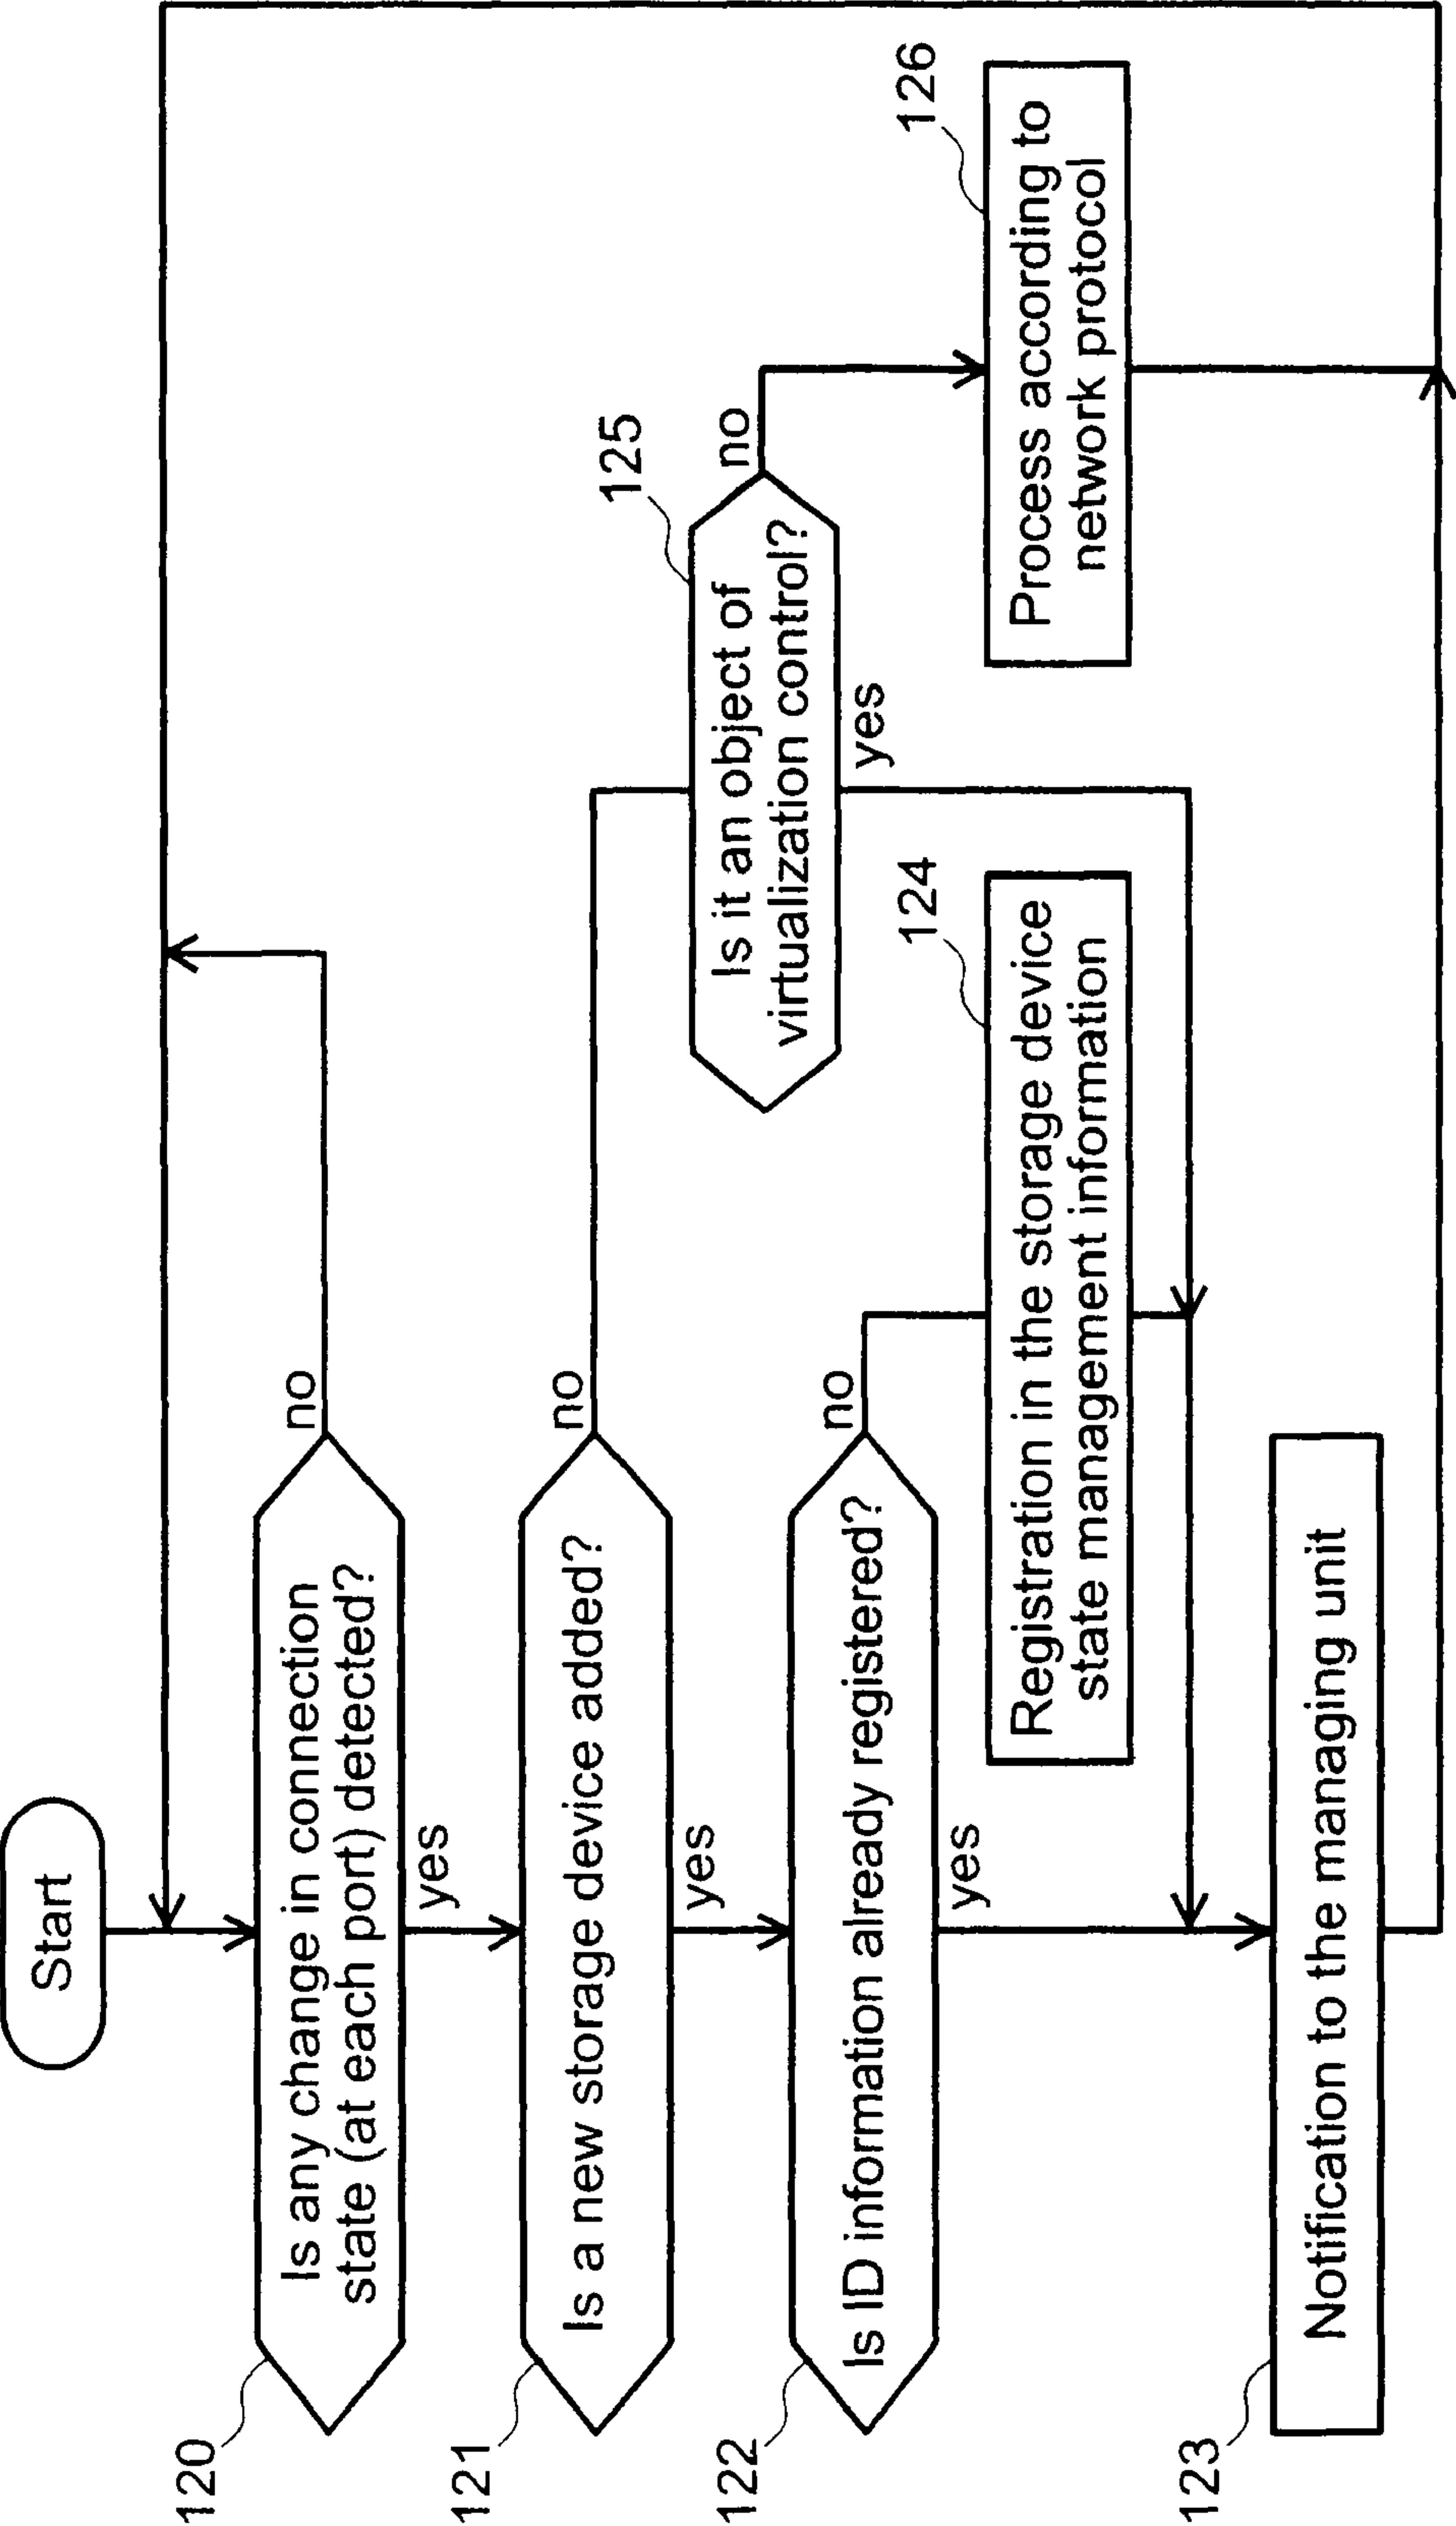 Start
120
Is any change in connection
state (at each port) detected?
no
yes
121
Is a new storage device added?
no
yes
122
Is ID information already registered?
no
yes
125
Is it an object of
virtualization control?
no
yes
124
Registration in the storage device
state management information
126
Process according to
network protocol
123
Notification to the managing unit